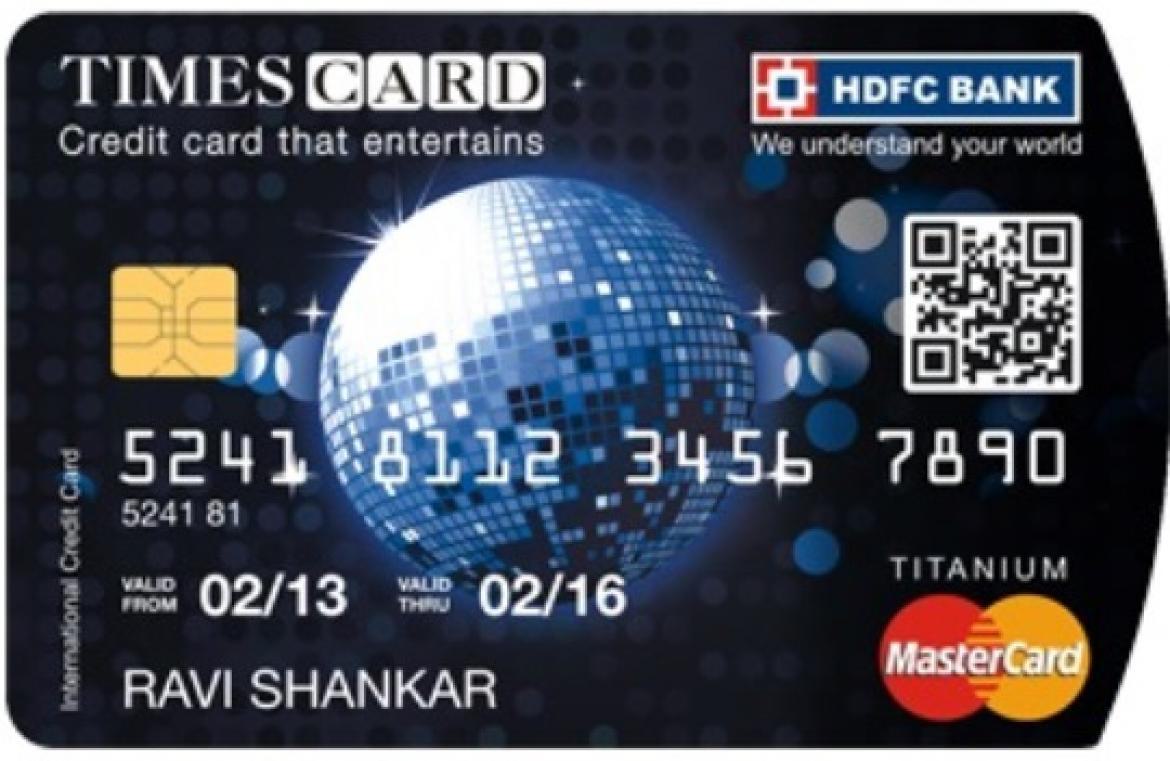 TIMES CARD
Credit card that entertains
HDFC BANK
We understand your world
5241 8112 3456 7890
5241 81
VALID FROM 02/13 VALID THRU 02/16
RAVI SHANKAR
International Credit Card
TITANIUM
MasterCard